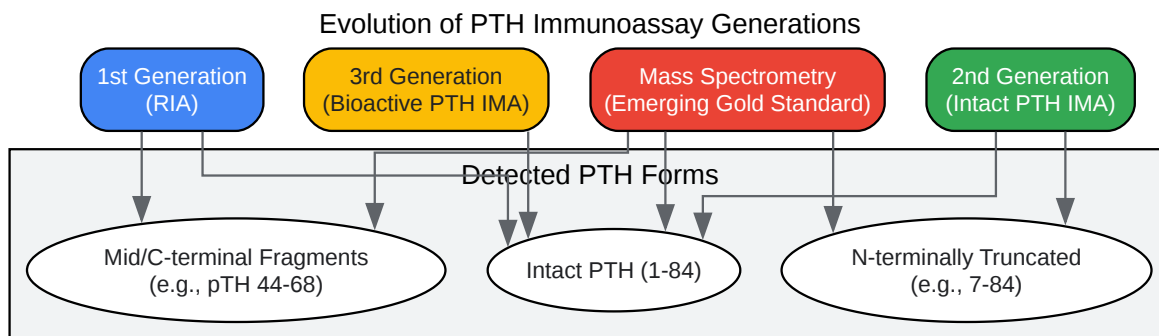 Evolution of PTH Immunoassay Generations
1st Generation
(RIA)
3rd Generation
(Bioactive PTH IMA)
Mass Spectrometry
(Emerging Gold Standard)
2nd Generation
(Intact PTH IMA)
Detected PTH Forms
Mid/C-terminal Fragments
(e.g., pTH 44-68)
Intact PTH (1-84)
N-terminally Truncated
(e.g., 7-84)